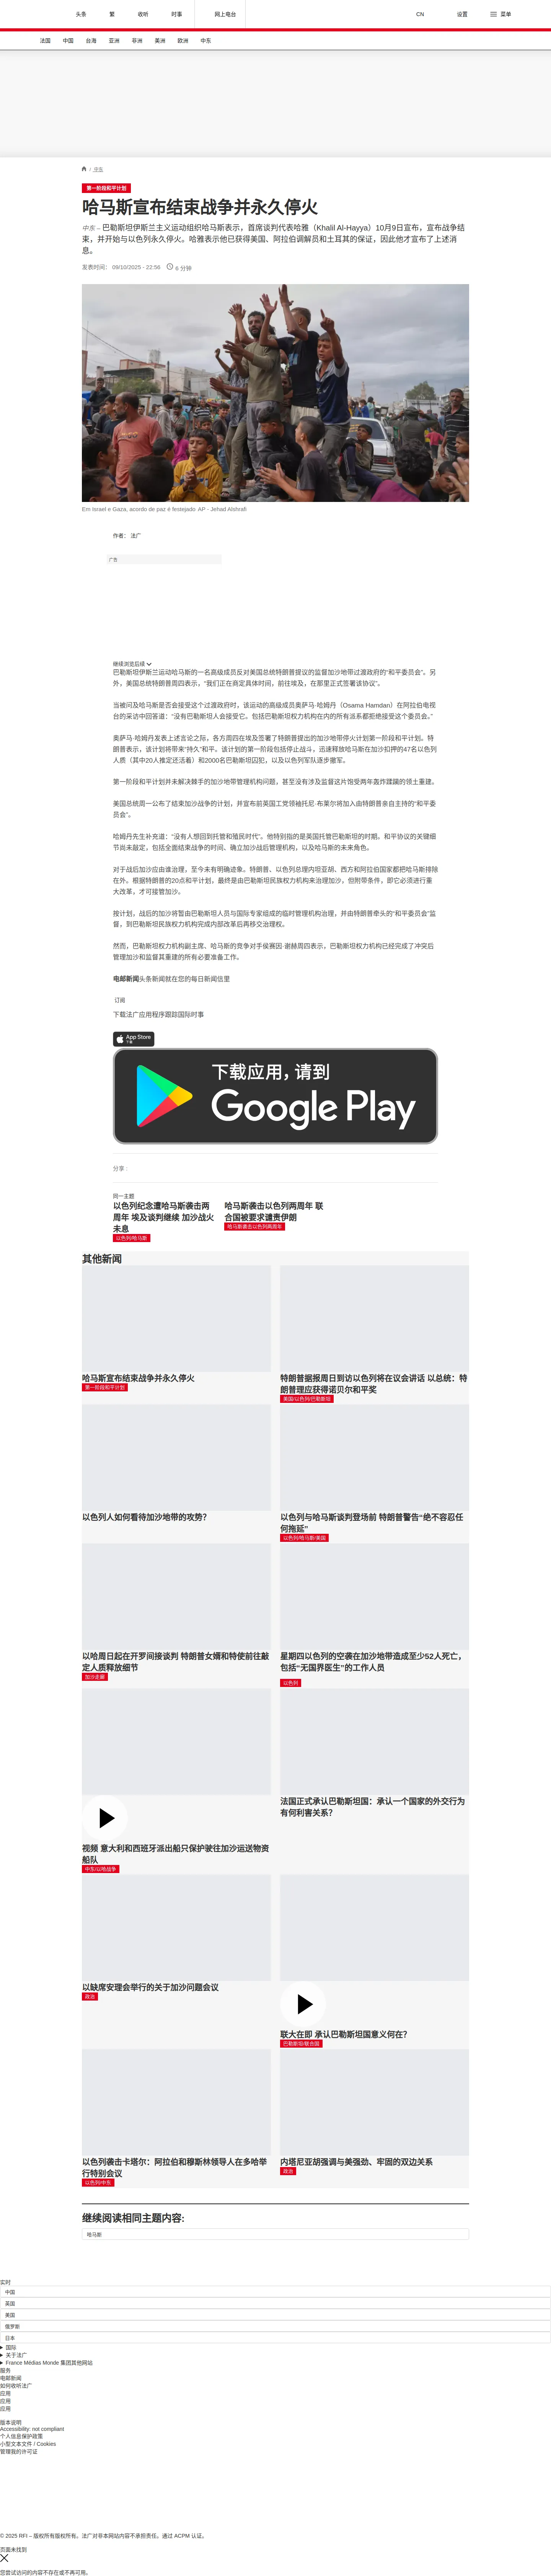 头条
繁
收听
时事
网上电台
CN
设置
菜单
法国
中国
台海
亚洲
非洲
美洲
欧洲
中东
/ 中东
第一阶段和平计划
哈马斯宣布结束战争并永久停火
中东 – 巴勒斯坦伊斯兰主义运动组织哈马斯表示，首席谈判代表哈雅（Khalil Al-Hayya）10月9日宣布，宣布战争结
束，并开始与以色列永久停火。哈雅表示他已获得美国、阿拉伯调解员和土耳其的保证，因此他才宣布了上述消
息。
发表时间： 09/10/2025 - 22:56
6 分钟
Em Israel e Gaza, acordo de paz é festejado AP - Jehad Alshrafi
作者： 法广
广告
继续浏览后续
巴勒斯坦伊斯兰运动哈马斯的一名高级成员反对美国总统特朗普提议的监督加沙地带过渡政府的“和平委员会”。另
外，美国总统特朗普周四表示，“我们正在商定具体时间，前往埃及，在那里正式签署该协议”。
当被问及哈马斯是否会接受这个过渡政府时，该运动的高级成员奥萨马·哈姆丹（Osama Hamdan）在阿拉伯电视
台的采访中回答道：“没有巴勒斯坦人会接受它。包括巴勒斯坦权力机构在内的所有派系都拒绝接受这个委员会。”
奥萨马·哈姆丹发表上述言论之际，各方周四在埃及签署了特朗普提出的加沙地带停火计划第一阶段和平计划。特
朗普表示，该计划将带来“持久”和平。该计划的第一阶段包括停止战斗，迅速释放哈马斯在加沙扣押的47名以色列
人质（其中20人推定还活着）和2000名巴勒斯坦囚犯，以及以色列军队逐步撤军。
第一阶段和平计划并未解决棘手的加沙地带管理机构问题，甚至没有涉及监督这片饱受两年轰炸蹂躏的领土重建。
美国总统周一公布了结束加沙战争的计划，并宣布前英国工党领袖托尼·布莱尔将加入由特朗普亲自主持的“和平委
员会”。
哈姆丹先生补充道：“没有人想回到托管和殖民时代”。他特别指的是英国托管巴勒斯坦的时期。和平协议的关键细
节尚未敲定，包括全面结束战争的时间、确立加沙战后管理机构，以及哈马斯的未来角色。
对于战后加沙应由谁治理，至今未有明确迹象。特朗普、以色列总理内坦亚胡、西方和阿拉伯国家都把哈马斯排除
在外。根据特朗普的20点和平计划，最终是由巴勒斯坦民族权力机构来治理加沙，但附带条件，即它必须进行重
大改革，才可接管加沙。
按计划，战后的加沙将暂由巴勒斯坦人员与国际专家组成的临时管理机构治理，并由特朗普牵头的“和平委员会”监
督，到巴勒斯坦民族权力机构完成内部改革后再移交治理权。
然而，巴勒斯坦权力机构副主席、哈马斯的竞争对手侯赛因·谢赫周四表示，巴勒斯坦权力机构已经完成了冲突后
管理加沙和监督其重建的所有必要准备工作。
电邮新闻头条新闻就在您的每日新闻信里
订阅
下载法广应用程序跟踪国际时事
App Store
下载
下载应用，请到
Google Play
分享 :
同一主题
以色列纪念遭哈马斯袭击两
周年 埃及谈判继续 加沙战火
未息
以色列/哈马斯
哈马斯袭击以色列两周年 联
合国被要求谴责伊朗
哈马斯袭击以色列两周年
其他新闻
哈马斯宣布结束战争并永久停火
第一阶段和平计划
特朗普据报周日到访以色列将在议会讲话 以总统：特
朗普理应获得诺贝尔和平奖
美国/以色列/巴勒斯坦
以色列人如何看待加沙地带的攻势？
以色列与哈马斯谈判登场前 特朗普警告“绝不容忍任
何拖延”
以色列/哈马斯/美国
以哈周日起在开罗间接谈判 特朗普女婿和特使前往敲
定人质释放细节
加沙走廊
星期四以色列的空袭在加沙地带造成至少52人死亡，
包括“无国界医生”的工作人员
以色列
视频 意大利和西班牙派出船只保护驶往加沙运送物资
船队
中东/以哈战争
法国正式承认巴勒斯坦国：承认一个国家的外交行为
有何利害关系？
以缺席安理会举行的关于加沙问题会议
政治
联大在即 承认巴勒斯坦国意义何在？
巴勒斯坦/联合国
以色列袭击卡塔尔：阿拉伯和穆斯林领导人在多哈举
行特别会议
以色列/中东
内塔尼亚胡强调与美强劲、牢固的双边关系
政治
继续阅读相同主题内容:
哈马斯
实时
中国
英国
美国
俄罗斯
日本
国际
关于法广
France Médias Monde 集团其他网站
服务
电邮新闻
如何收听法广
应用
应用
应用
版本说明
Accessibility: not compliant
个人信息保护政策
小型文本文件 / Cookies
管理我的许可证
© 2025 RFI – 版权所有版权所有。法广对非本网站内容不承担责任。通过 ACPM 认证。
页面未找到
您尝试访问的内容不存在或不再可用。